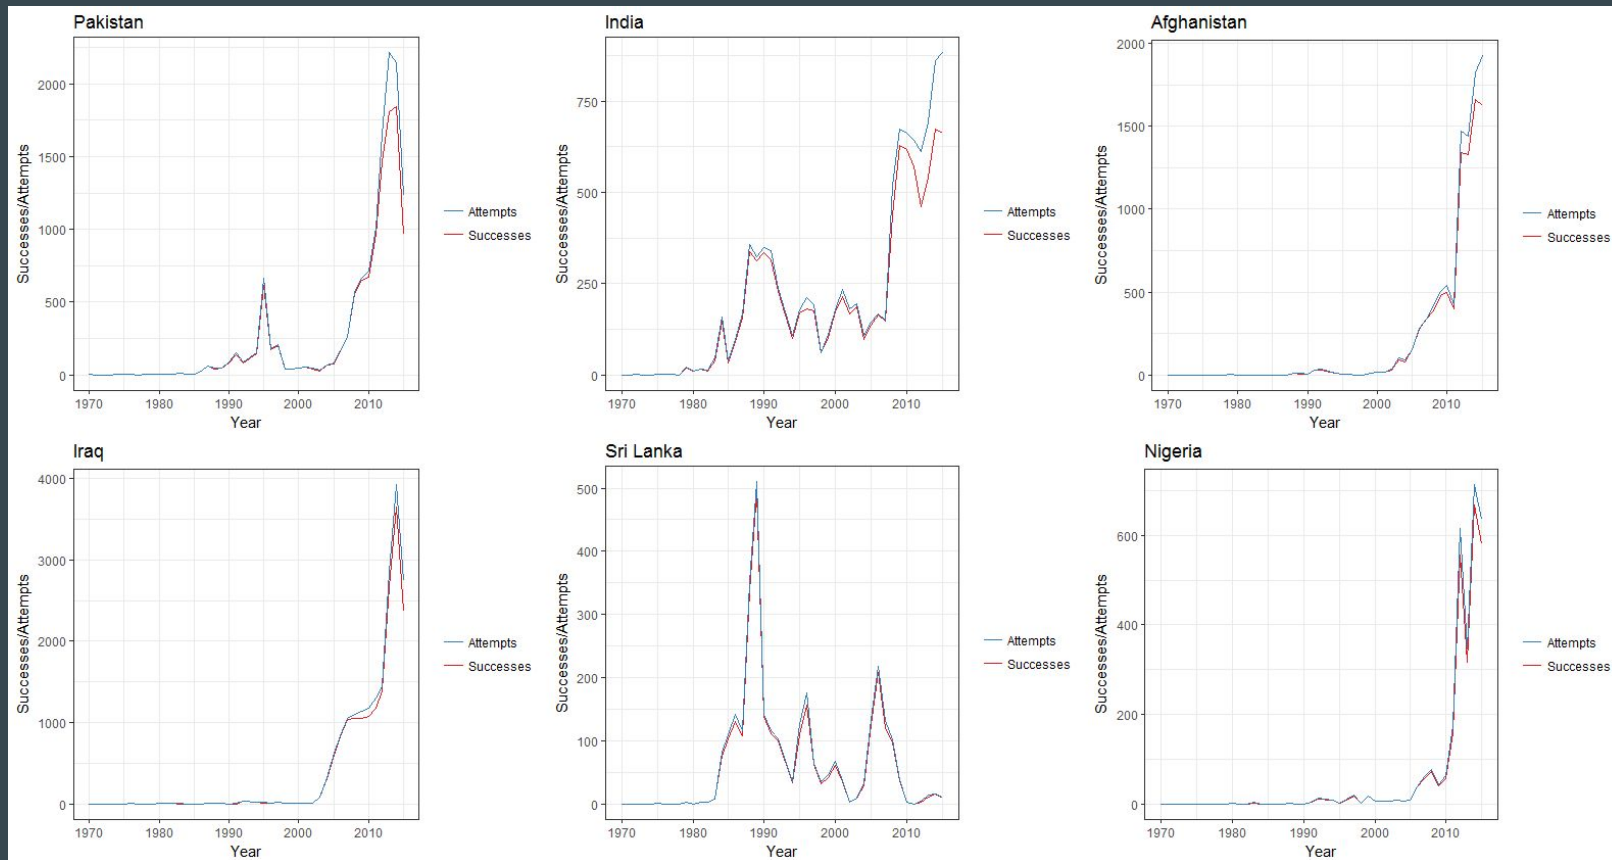 Pakistan
2000
1500
1000
500
0
Successes/Attempts
1970 1980 1990 2000 2010
Year
Attempts
Successes
India
750
500
250
0
Successes/Attempts
1970 1980 1990 2000 2010
Year
Attempts
Successes
Afghanistan
2000
1500
1000
500
0
Successes/Attempts
1970 1980 1990 2000 2010
Year
Attempts
Successes
Iraq
4000
3000
2000
1000
0
Successes/Attempts
1970 1980 1990 2000 2010
Year
Attempts
Successes
Sri Lanka
500
400
300
200
100
0
Successes/Attempts
1970 1980 1990 2000 2010
Year
Attempts
Successes
Nigeria
600
400
200
0
Successes/Attempts
1970 1980 1990 2000 2010
Year
Attempts
Successes